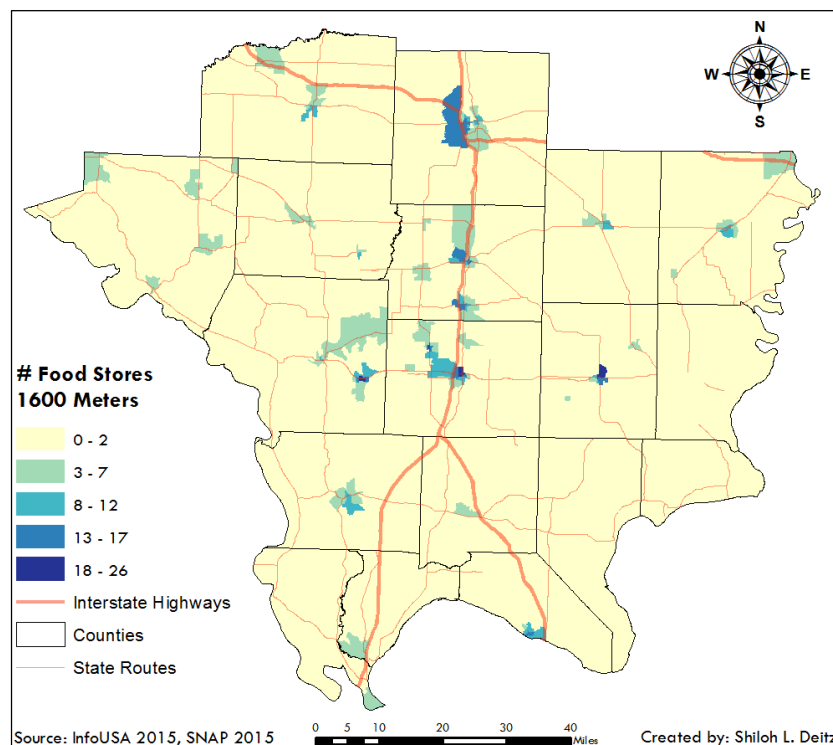 N
W
E
S
# Food Stores
1600 Meters
0 - 2
3 - 7
8 - 12
13 - 17
18 - 26
Interstate Highways
Counties
State Routes
Source: InfoUSA 2015, SNAP 2015
0 5 10 20 30 40
Miles
Created by: Shiloh L. Deitz